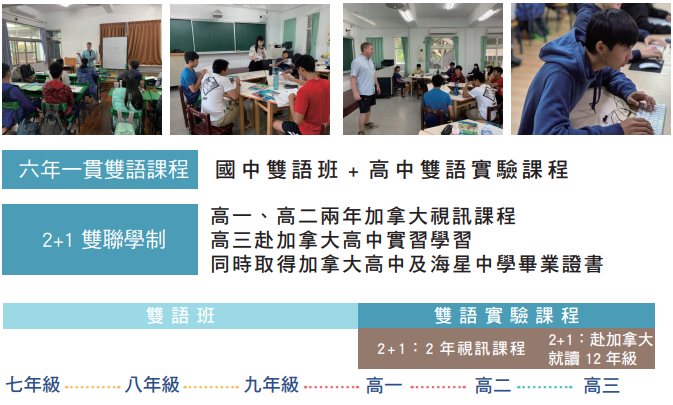 六年一貫雙語課程
國中雙語班 + 高中雙語實驗課程
2+1 雙聯學制
高一、高二兩年加拿大視訊課程
高三赴加拿大高中實習學習
同時取得加拿大高中及海星中學畢業證書
雙語班
雙語實驗課程
2+1：2 年視訊課程
2+1：赴加拿大
就讀 12 年級
七年級 八年級 九年級 高一 高二 高三